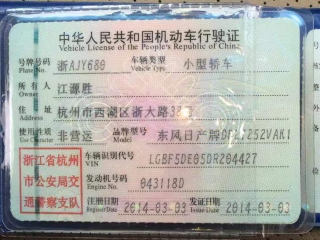 中华人民共和国机动车行驶证
Vehicle License of the People's Republic of China
号牌号码 浙AJY680 车辆类型 小型轿车
Plate No. Vehicle Type
所有人 江源胜
Owner
住址 杭州市西湖区浙大路38
Address
使用性质 非营运 品牌型号 东风日产牌
Use Character Model
浙江省杭州
市公安局交
通警察支队
车辆识别代号 LGBF5DE05DR204427
VIN
发动机号码 043118D
Engine No.
注册日期 2014-03-03 发证日期 2014-03-03
Register Date Issue Date